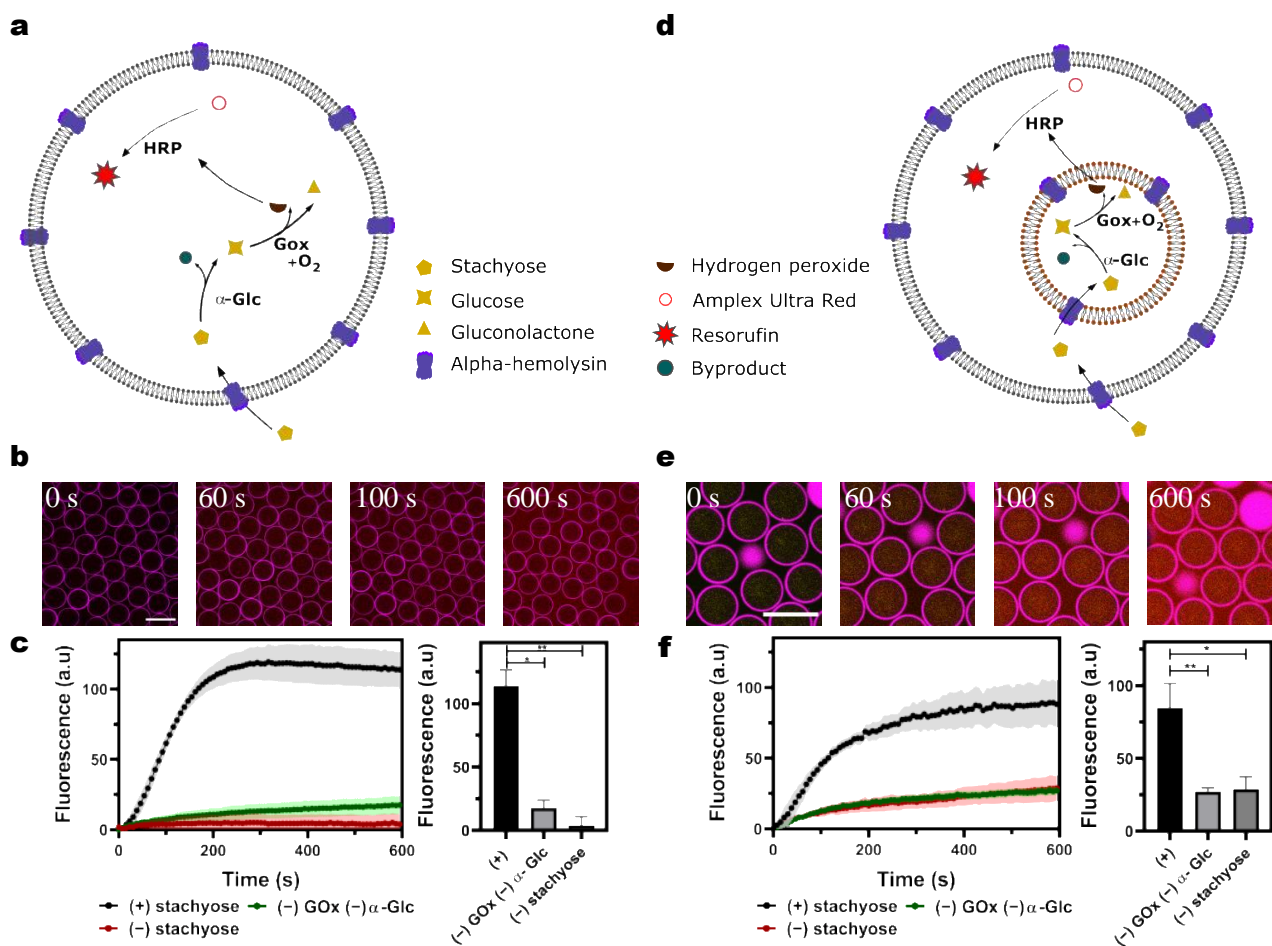 a
HRP
Gox
+O2
α-Glc
Stachyose
Glucose
Gluconolactone
Alpha-hemolysin
Hydrogen peroxide
Amplex Ultra Red
Resorufin
Byproduct
d
HRP
Gox+O2
α-Glc
b
0 s
60 s
100 s
600 s
e
0 s
60 s
100 s
600 s
c
Fluorescence (a.u)
100
50
0
0
200
400
600
Time (s)
(+) stachyose
(−) GOx (−)α-Glc
(−) stachyose
Fluorescence (a.u)
100
50
0
**
*
(+)
(−) GOx (−) α- Glc
(−) stachyose
f
Fluorescence (a.u)
100
50
0
0
200
400
600
Time (s)
(+) stachyose
(−) GOx (−)α-Glc
(−) stachyose
Fluorescence (a.u)
100
50
0
*
**
(+)
(−) GOx (−) α- Glc
(−) stachyose